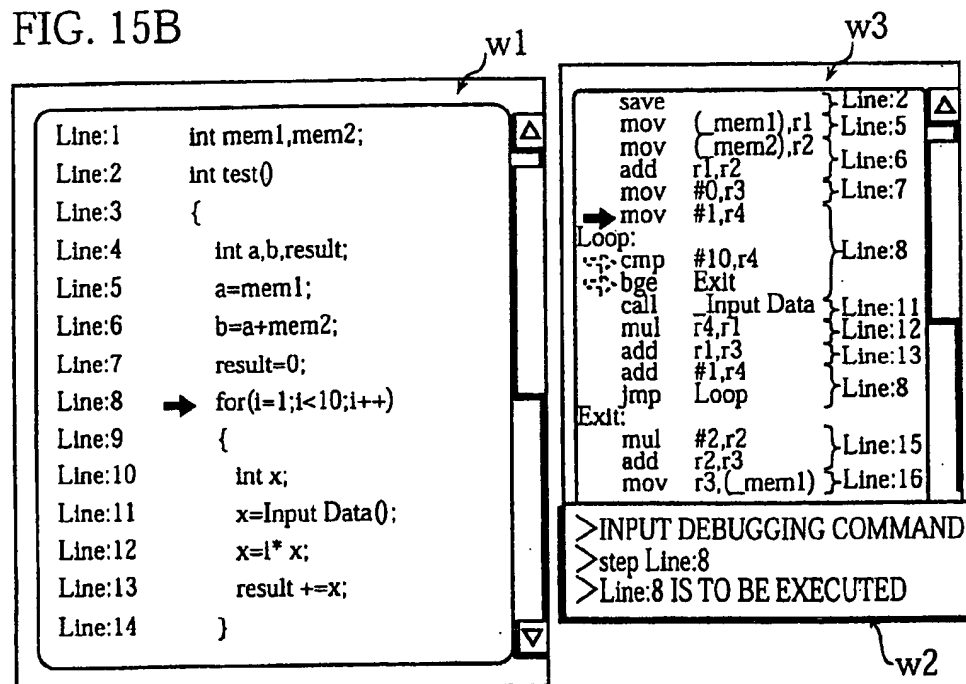 FIG. 15B
w1
Line:1 int mem1,mem2;
Line:2 int test()
Line:3 {
Line:4 int a,b,result;
Line:5 a=mem1;
Line:6 b=a+mem2;
Line:7 result=0;
Line:8 for(i=1;i<10;i++)
Line:9 {
Line:10 int x;
Line:11 x=Input Data();
Line:12 x=i* x;
Line:13 result +=x;
Line:14 }
w3
save Line:2
mov (_mem1),r1 Line:5
mov (_mem2),r2
add r1,r2 Line:6
mov #0,r3 Line:7
mov #1,r4
Loop:
Line:8
cmp #10,r4
bge Exit
call _Input Data Line:11
mul r4,r1 Line:12
add r1,r3 Line:13
add #1,r4
jmp Loop Line:8
Exit:
mul #2,r2
add r2,r3 Line:15
mov r3,(_mem1) Line:16
>INPUT DEBUGGING COMMAND
>step Line:8
>Line:8 IS TO BE EXECUTED
w2